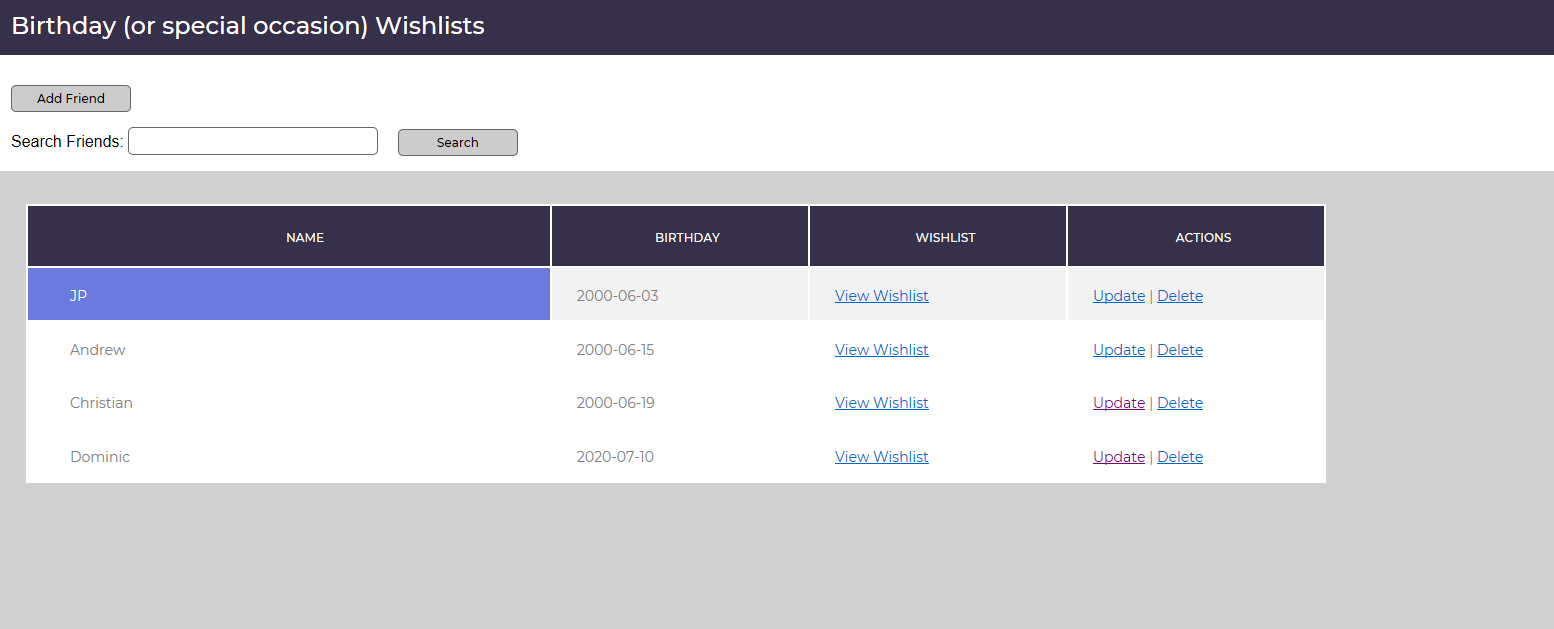 Birthday (or special occasion) Wishlists
Add Friend
Search Friends: Search
NAME BIRTHDAY WISHLIST ACTIONS
JP 2000-06-03 View Wishlist Update | Delete
Andrew 2000-06-15 View Wishlist Update | Delete
Christian 2000-06-19 View Wishlist Update | Delete
Dominic 2020-07-10 View Wishlist Update | Delete